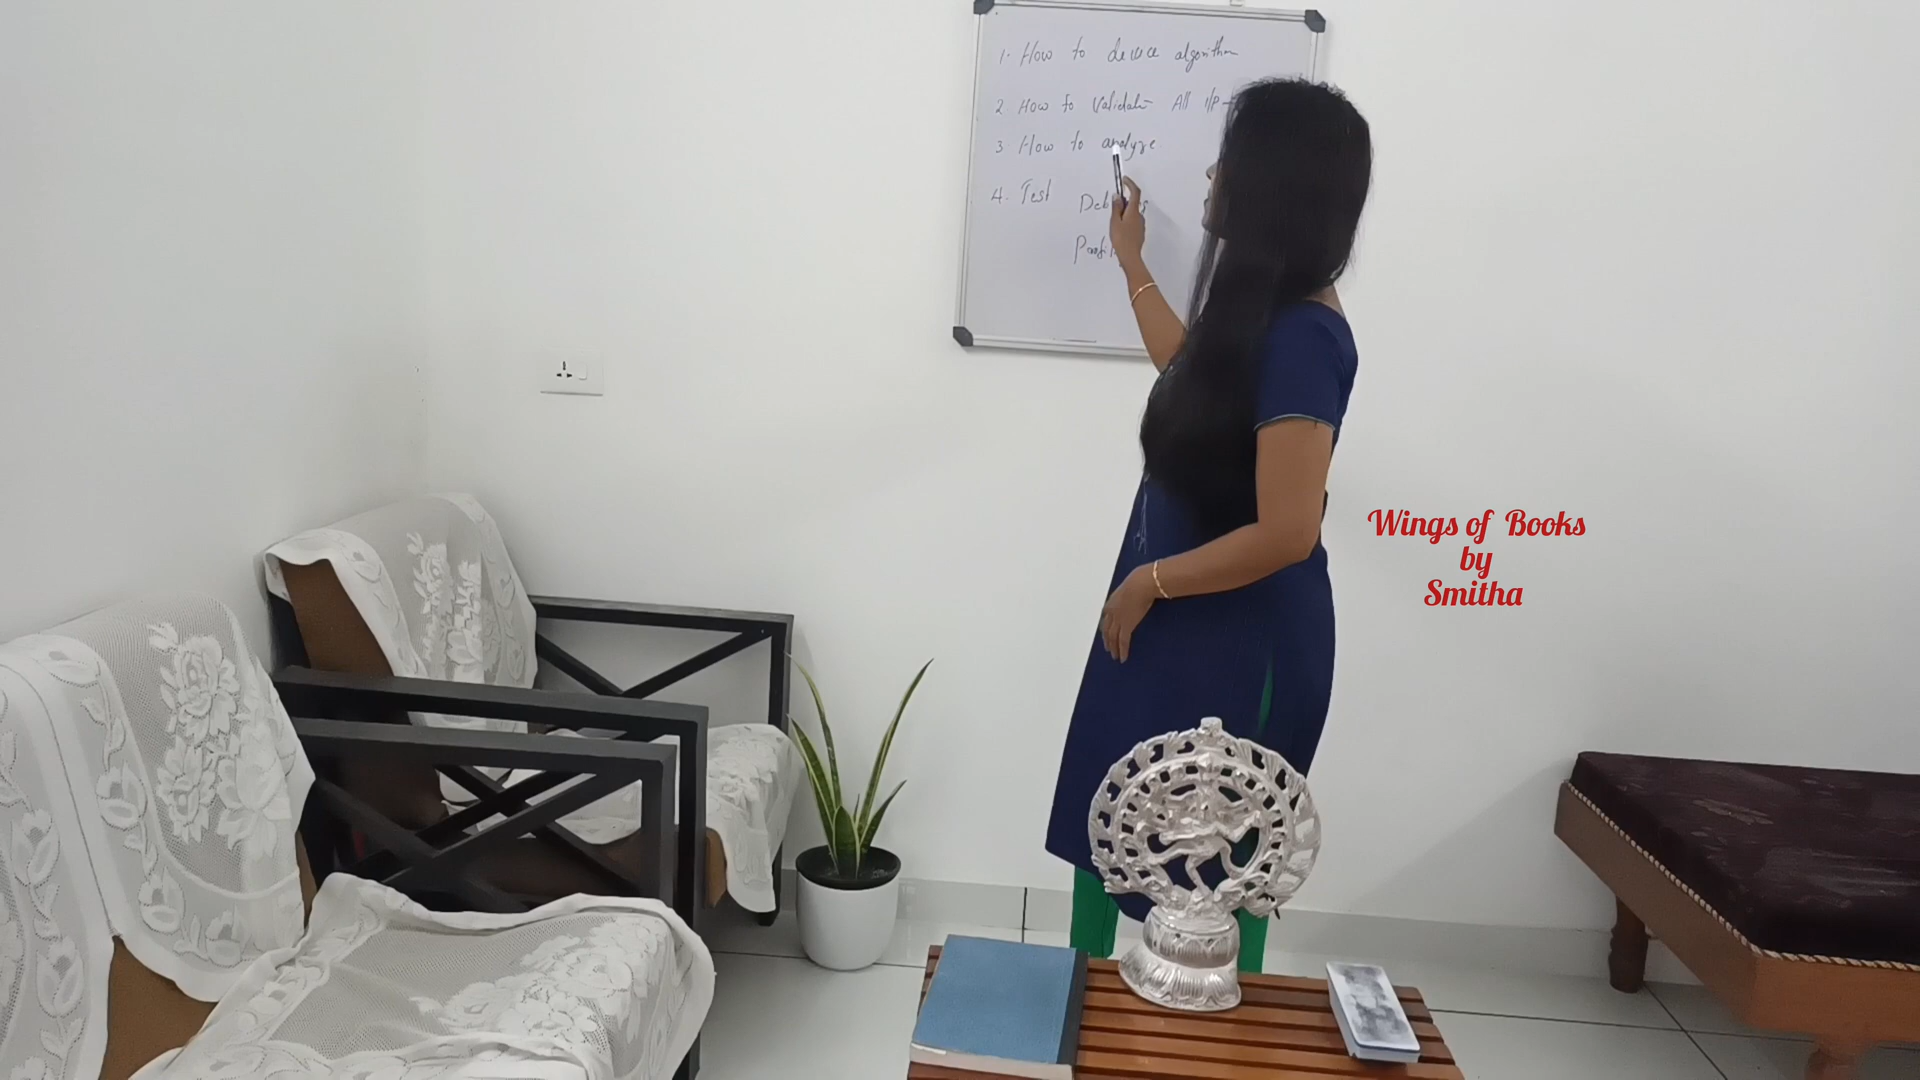 1. How to devise algorithm
2 How to Validate All I/P
3 How to analyze
4. Test
Wings of Books
by
Smitha